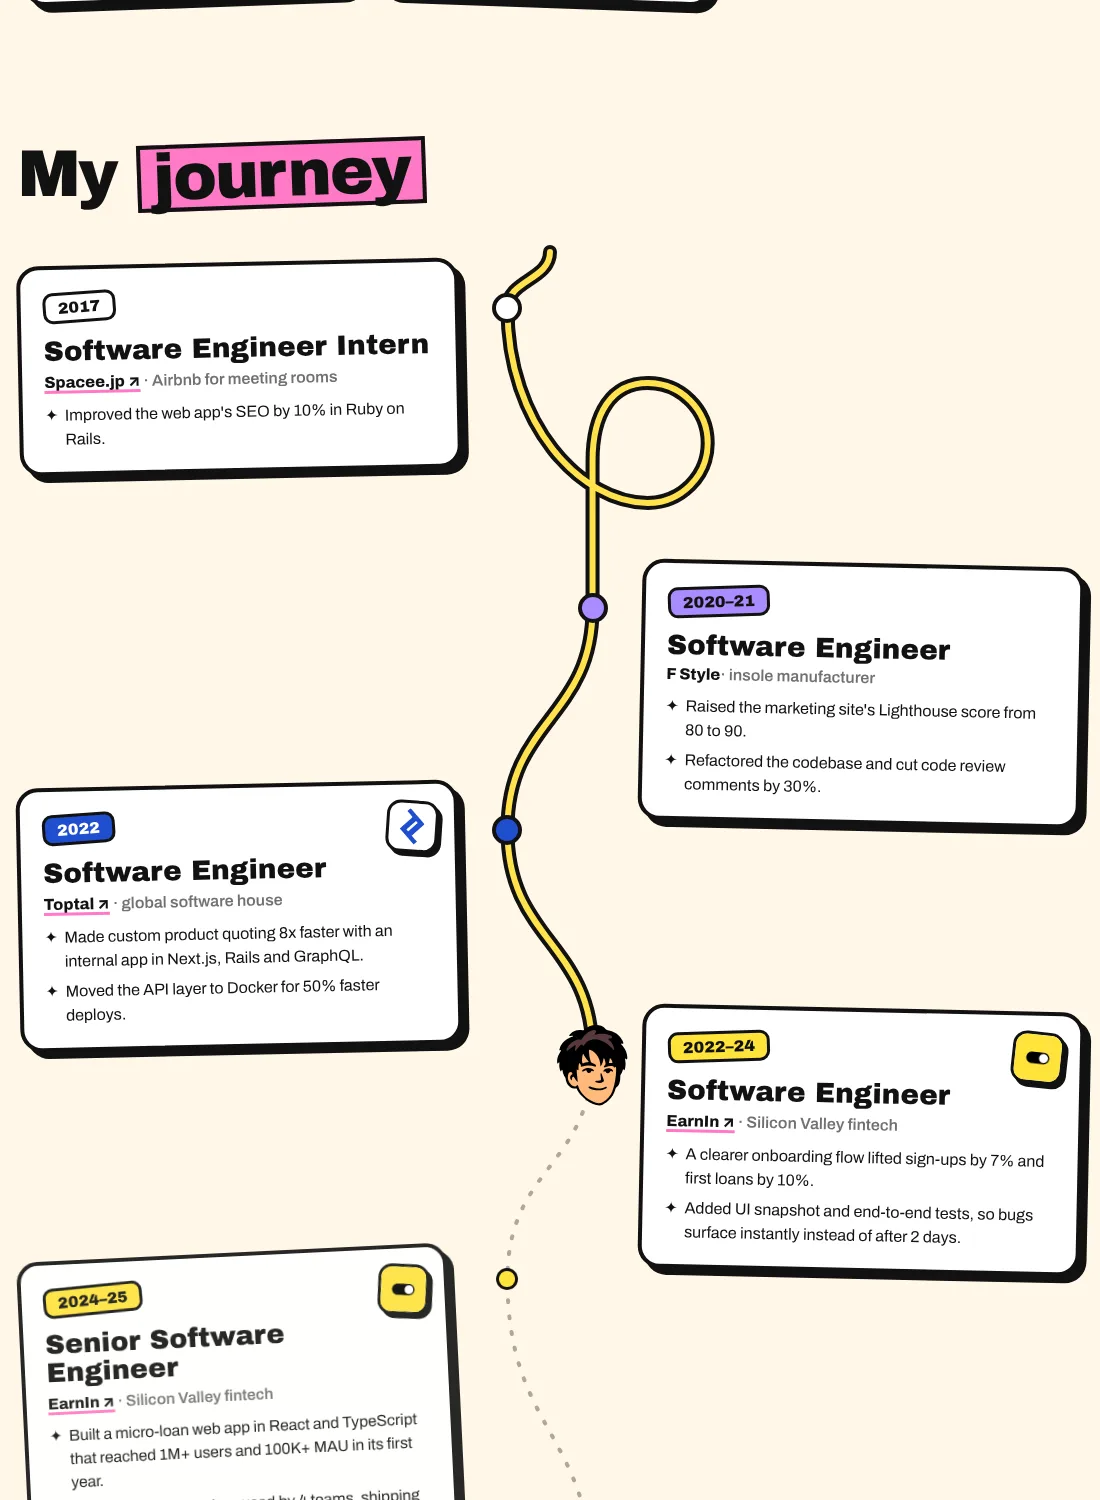 My journey
2017
Software Engineer Intern
Spacee.jp ↗ · Airbnb for meeting rooms
✦ Improved the web app's SEO by 10% in Ruby on
Rails.
2020–21
Software Engineer
F Style · insole manufacturer
✦ Raised the marketing site's Lighthouse score from
80 to 90.
✦ Refactored the codebase and cut code review
comments by 30%.
2022
Software Engineer
Toptal ↗ · global software house
✦ Made custom product quoting 8x faster with an
internal app in Next.js, Rails and GraphQL.
✦ Moved the API layer to Docker for 50% faster
deploys.
2022–24
Software Engineer
EarnIn ↗ · Silicon Valley fintech
✦ A clearer onboarding flow lifted sign-ups by 7% and
first loans by 10%.
✦ Added UI snapshot and end-to-end tests, so bugs
surface instantly instead of after 2 days.
2024–25
Senior Software
Engineer
EarnIn ↗ · Silicon Valley fintech
✦ Built a micro-loan web app in React and TypeScript
that reached 1M+ users and 100K+ MAU in its first
year.
by 4 teams, shipping